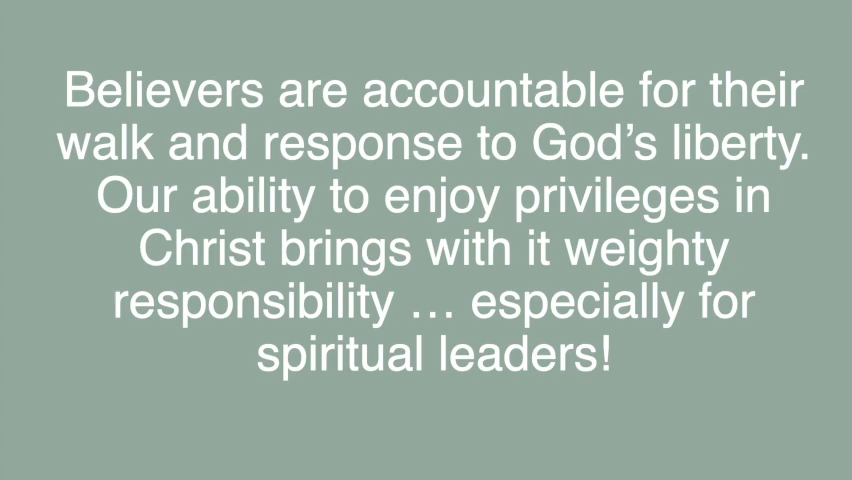 Believers are accountable for their
walk and response to God’s liberty.
Our ability to enjoy privileges in
Christ brings with it weighty
responsibility … especially for
spiritual leaders!